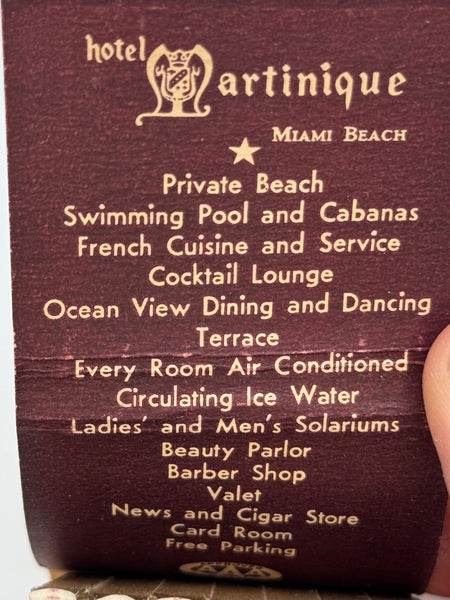 hotel Martinique
MIAMI BEACH
Private Beach
Swimming Pool and Cabanas
French Cuisine and Service
Cocktail Lounge
Ocean View Dining and Dancing
Terrace
Every Room Air Conditioned
Circulating Ice Water
Ladies' and Men's Solariums
Beauty Parlor
Barber Shop
Valet
News and Cigar Store
Card Room
Free Parking
AAA